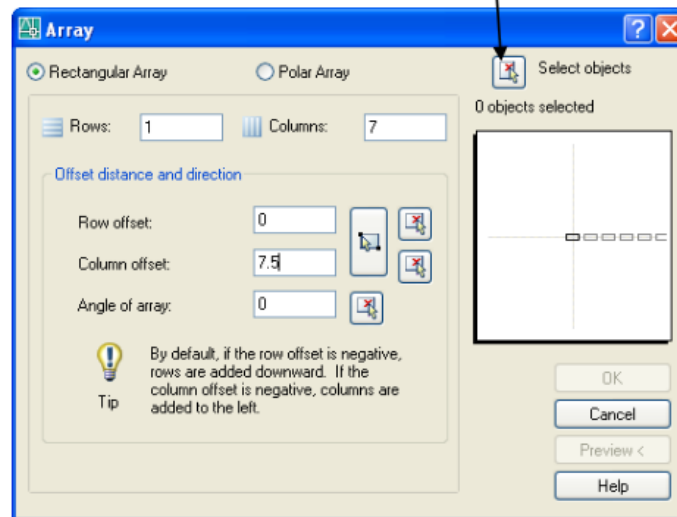 Array
Rectangular Array
Polar Array
Select objects
0 objects selected
Rows: 1
Columns: 7
Offset distance and direction
Row offset: 0
Column offset: 7.5
Angle of array: 0
By default, if the row offset is negative,
rows are added downward. If the
column offset is negative, columns are
added to the left.
Tip
OK
Cancel
Preview <
Help